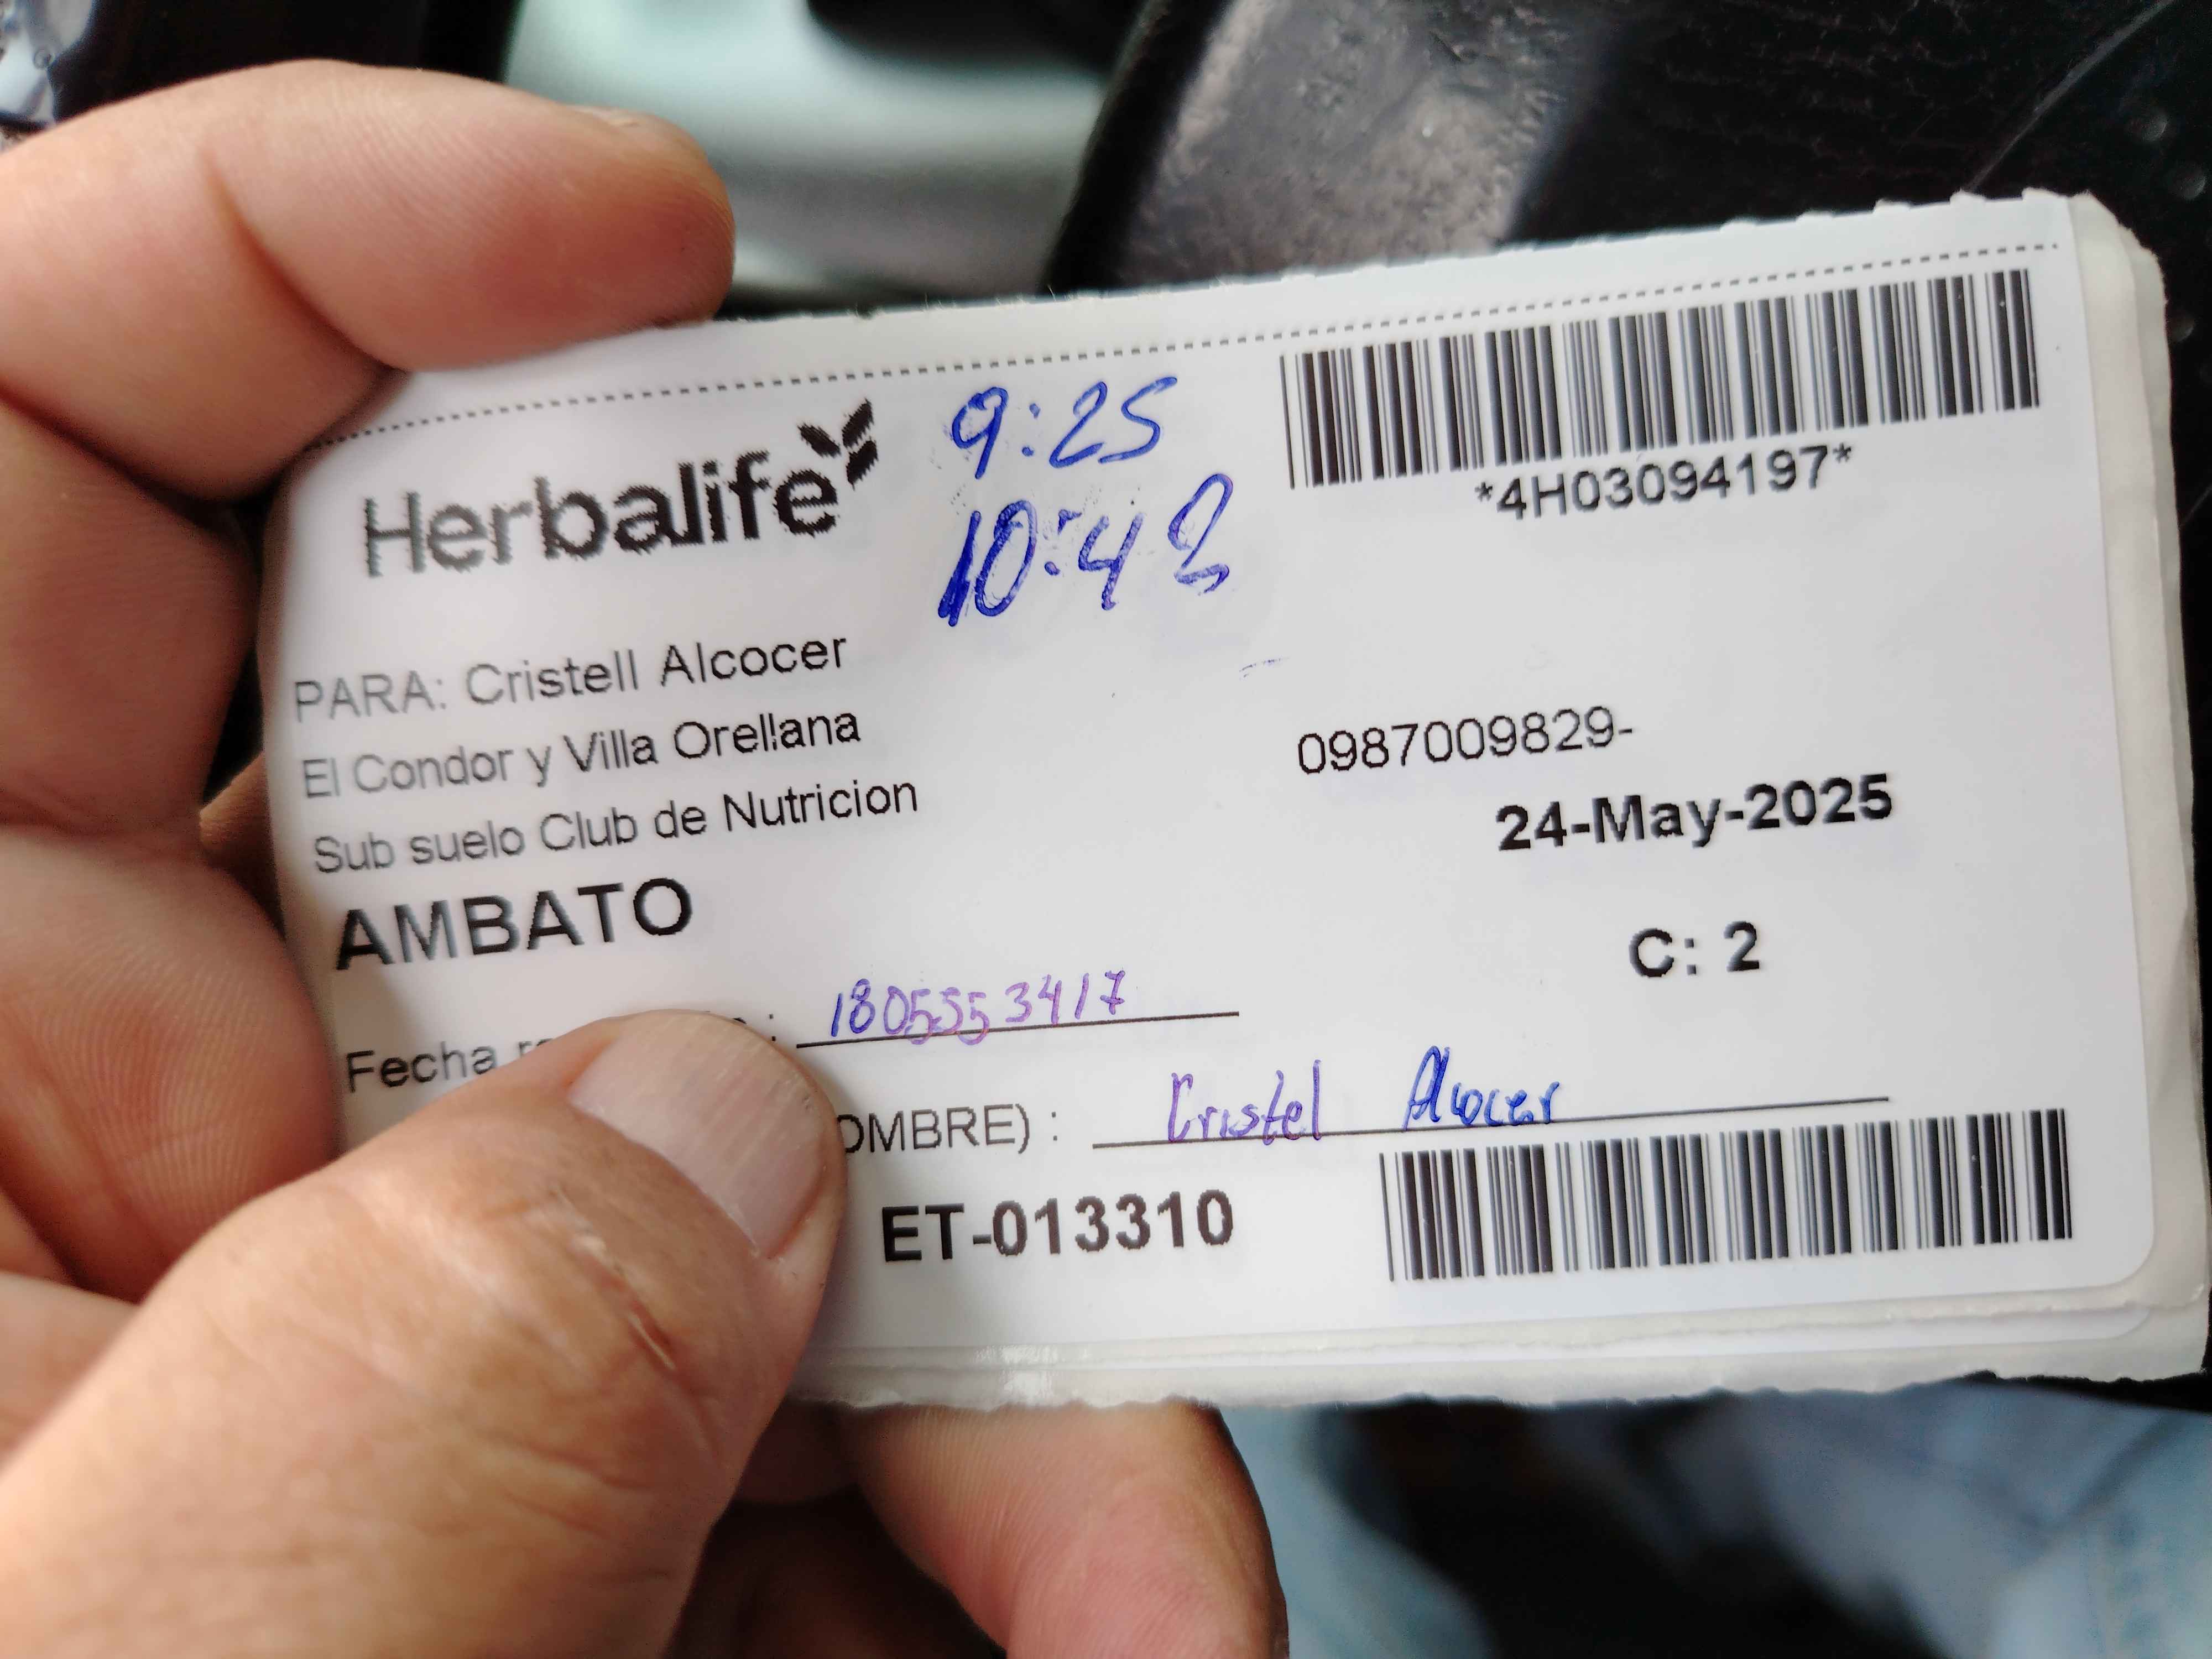 Herbalife
9:25
10:42
*4H03094197*
PARA: Cristell Alcocer
El Condor y Villa Orellana
Sub suelo Club de Nutricion
0987009829-
24-May-2025
AMBATO
C: 2
Fecha : 1805553417
OMBRE) : Cristel Alcocer
ET-013310